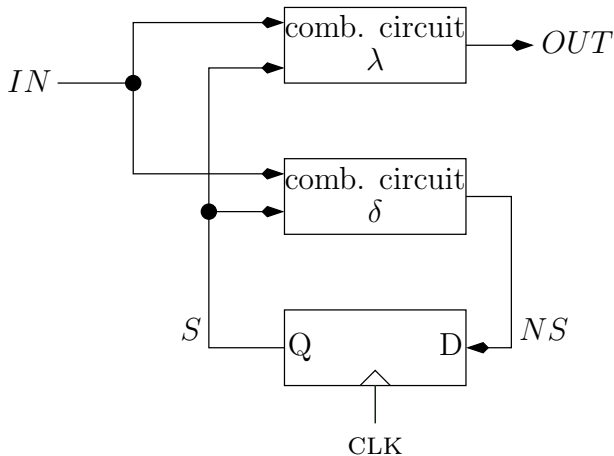 comb. circuit
λ
OUT
IN
comb. circuit
δ
S
NS
Q
D
CLK